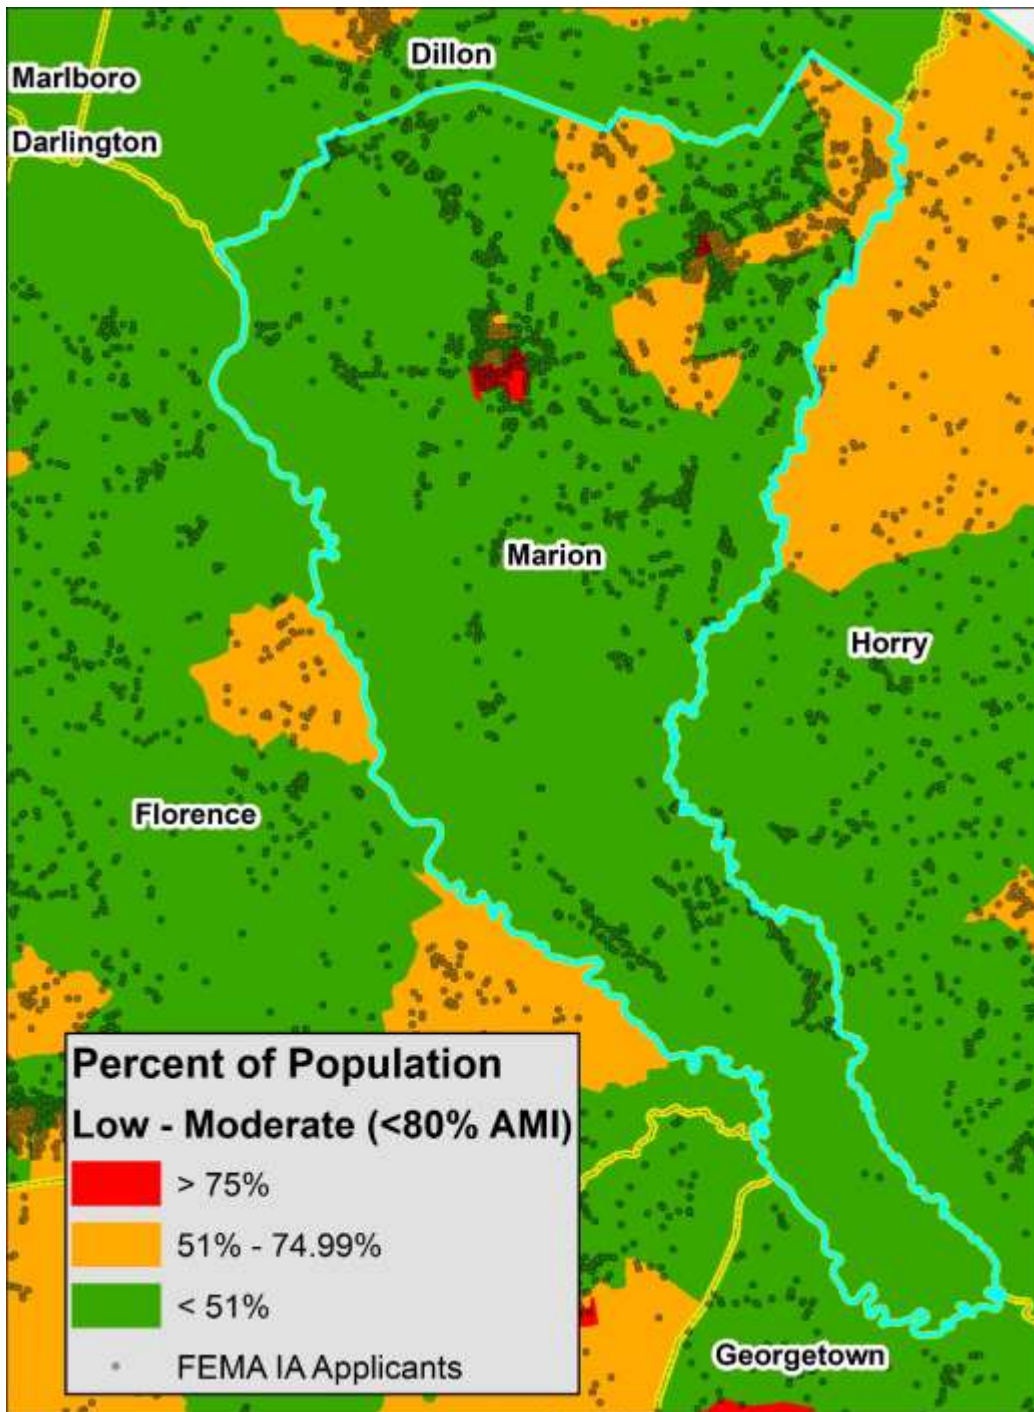 Dillon
Marlboro
Darlington
Marion
Horry
Florence
Percent of Population
Low - Moderate (<80% AMI)
> 75%
51% - 74.99%
< 51%
FEMA IA Applicants
Georgetown